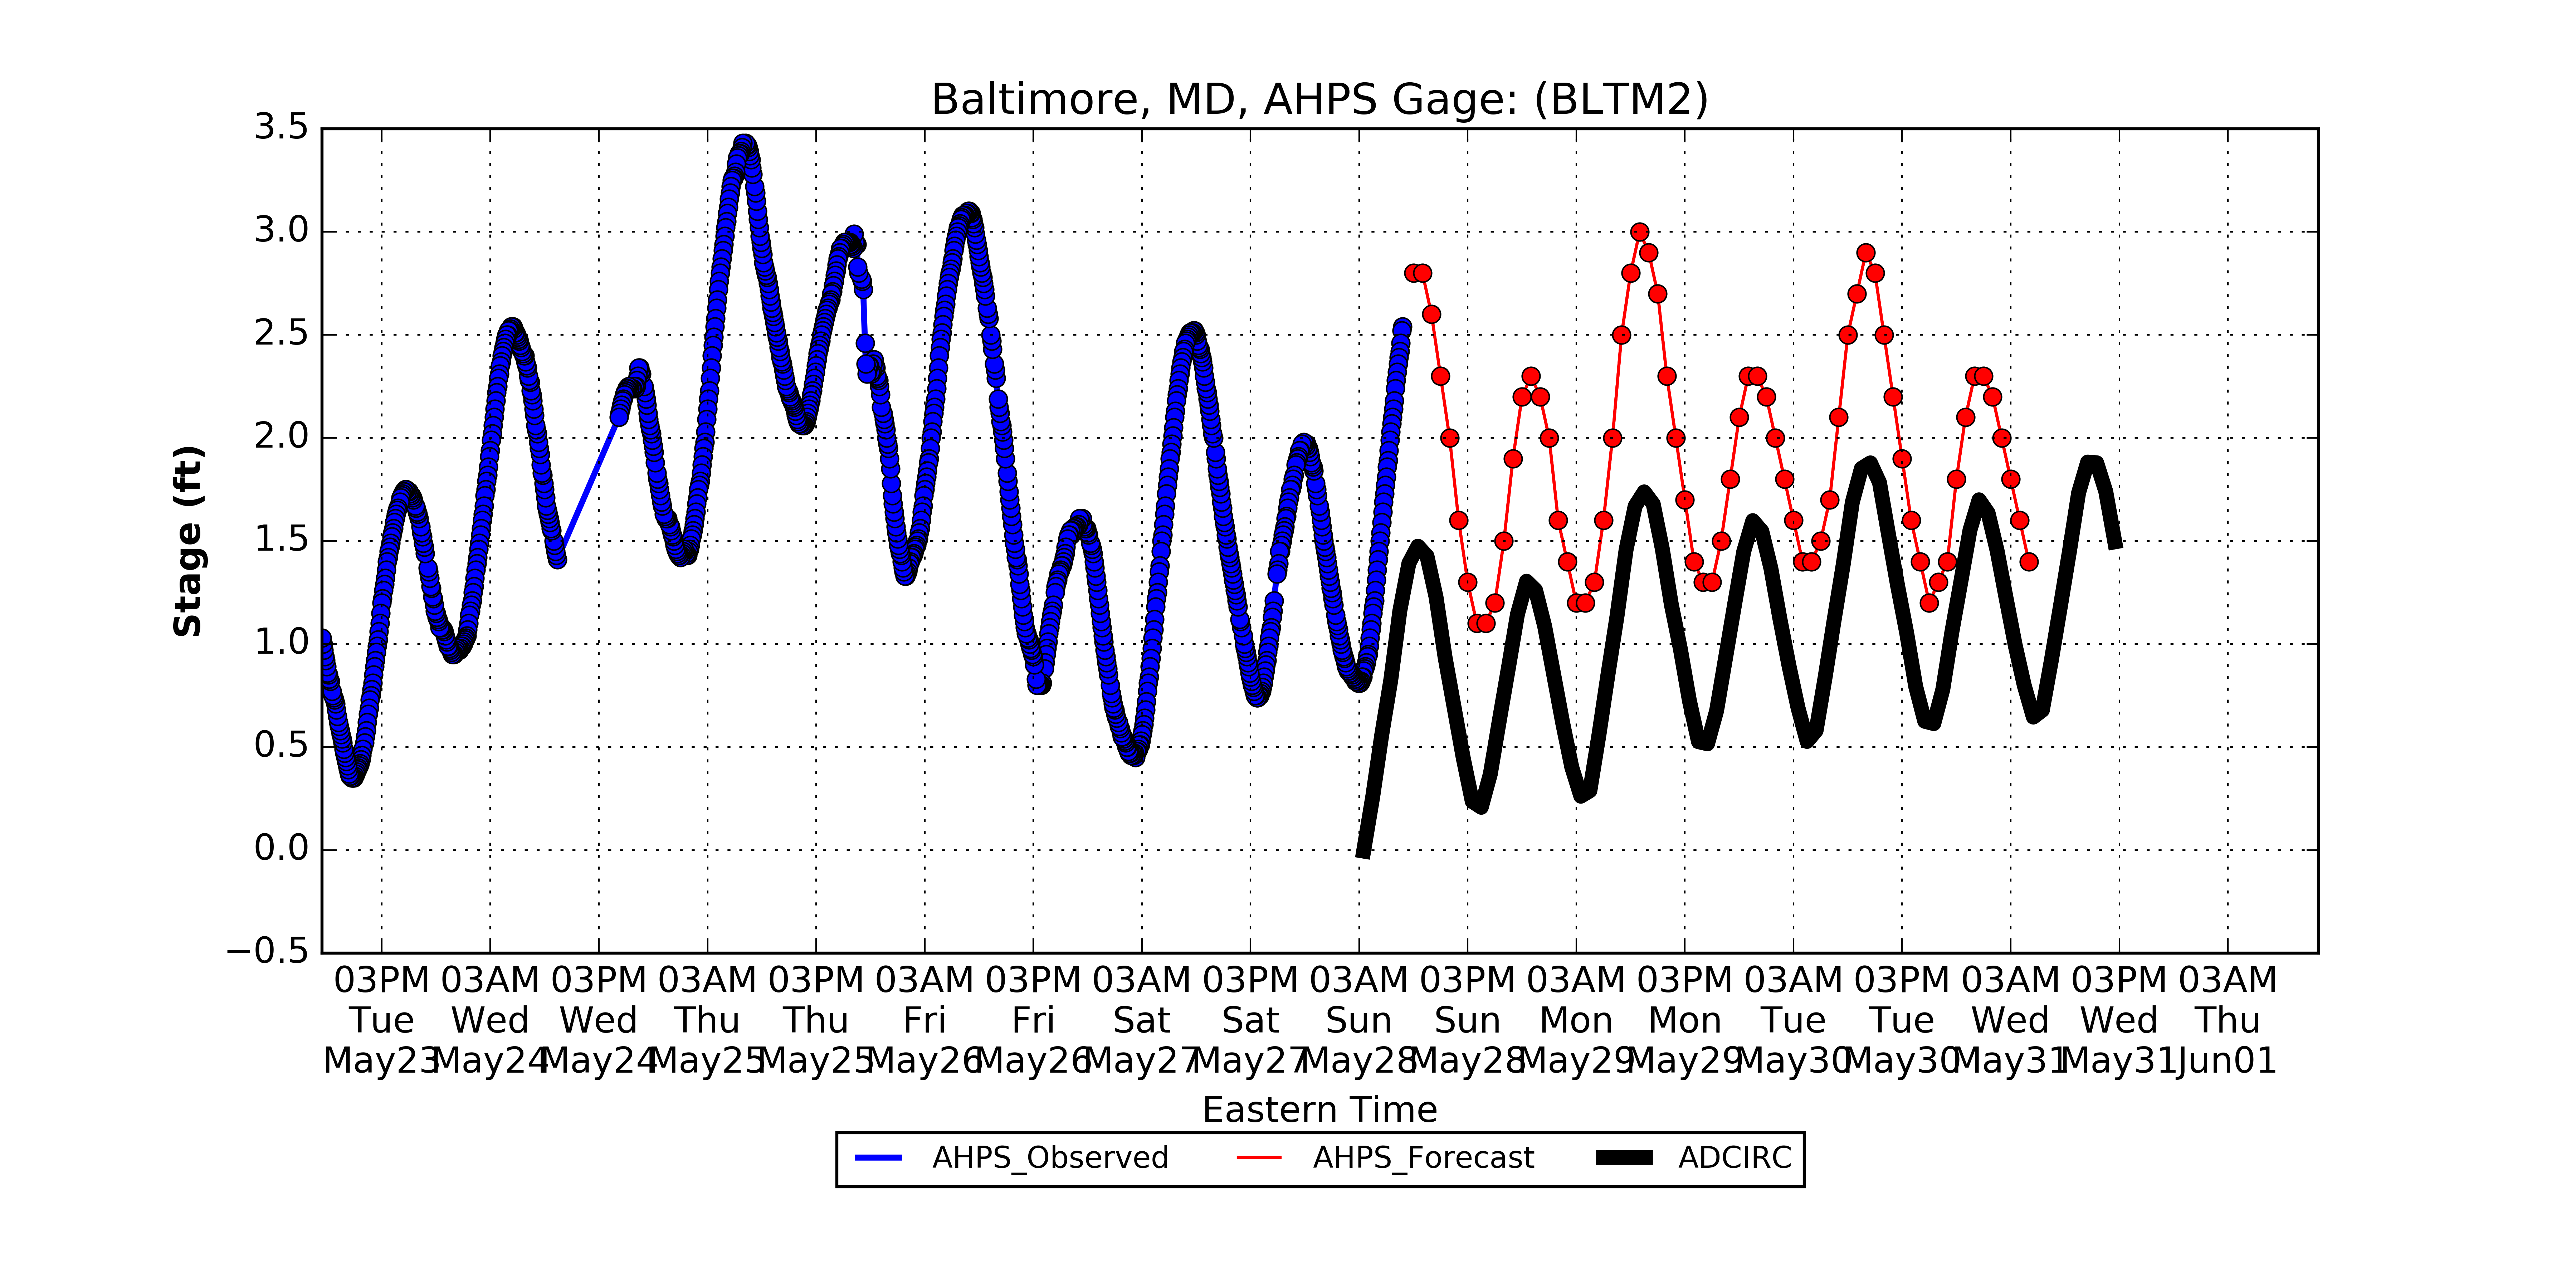 Baltimore, MD, AHPS Gage: (BLTM2)
3.5
3.0
2.5
2.0
1.5
1.0
0.5
0.0
−0.5
Stage (ft)
03PM 03AM 03PM 03AM 03PM 03AM 03PM 03AM 03PM 03AM 03PM 03AM 03PM 03AM 03PM 03AM 03PM 03AM
Tue Wed Wed Thu Thu Fri Fri Sat Sat Sun Sun Mon Mon Tue Tue Wed Wed Thu
May23 May24 May24 May25 May25 May26 May26 May27 May27 May28 May28 May29 May29 May30 May30 May31 May31 Jun01
Eastern Time
AHPS_Observed AHPS_Forecast ADCIRC